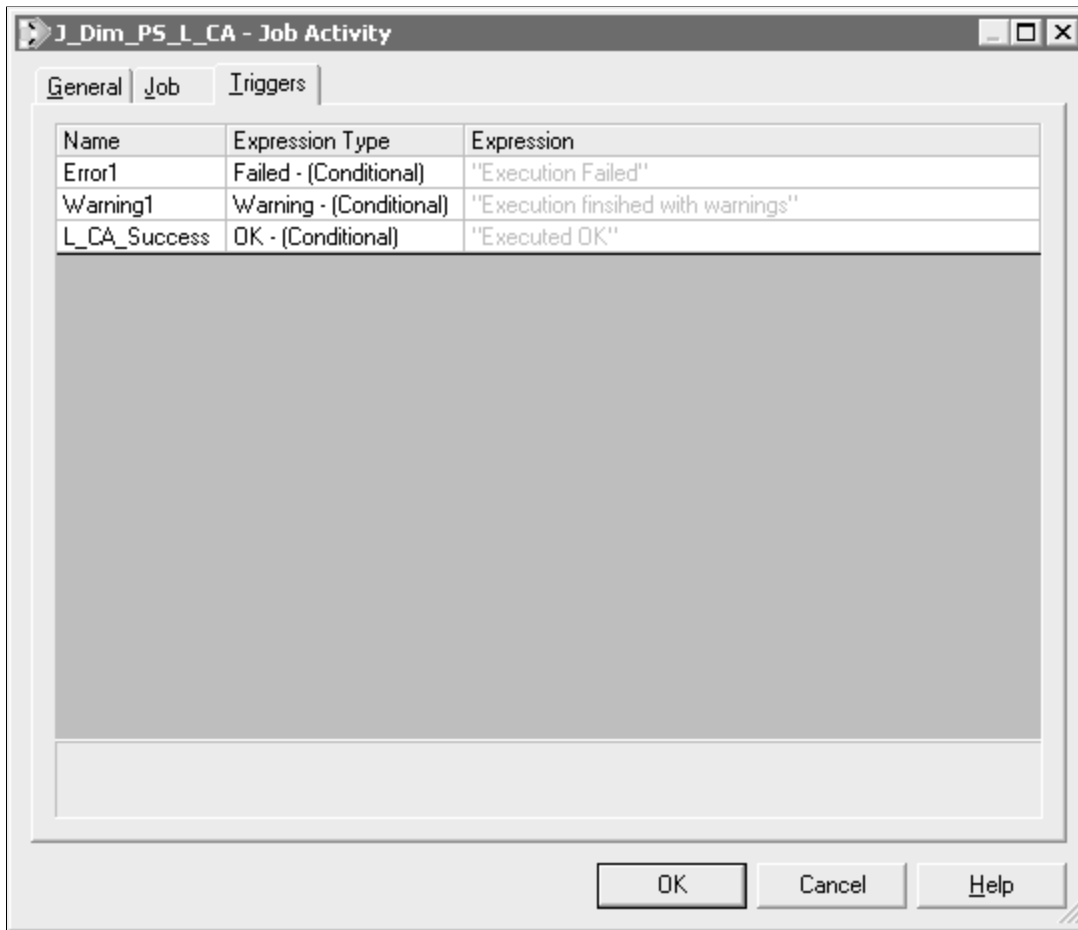 J_Dim_PS_L_CA - Job Activity
General Job Triggers
Name Expression Type Expression
Error1 Failed - (Conditional) "Execution Failed"
Warning1 Warning - (Conditional) "Execution finsihed with warnings"
L_CA_Success OK - (Conditional) "Executed OK"
OK Cancel Help